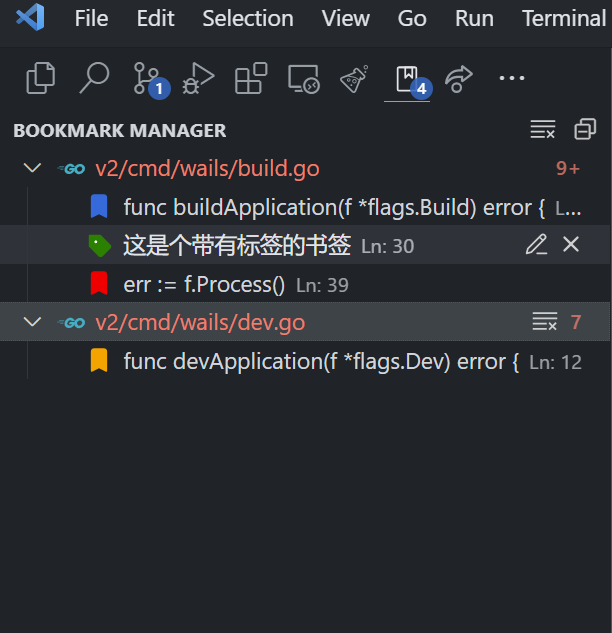 File Edit Selection View Go Run Terminal
1 4
BOOKMARK MANAGER
GO v2/cmd/wails/build.go 9+
func buildApplication(f *flags.Build) error { L...
这是个带有标签的书签 Ln: 30
err := f.Process() Ln: 39
GO v2/cmd/wails/dev.go 7
func devApplication(f *flags.Dev) error { Ln: 12